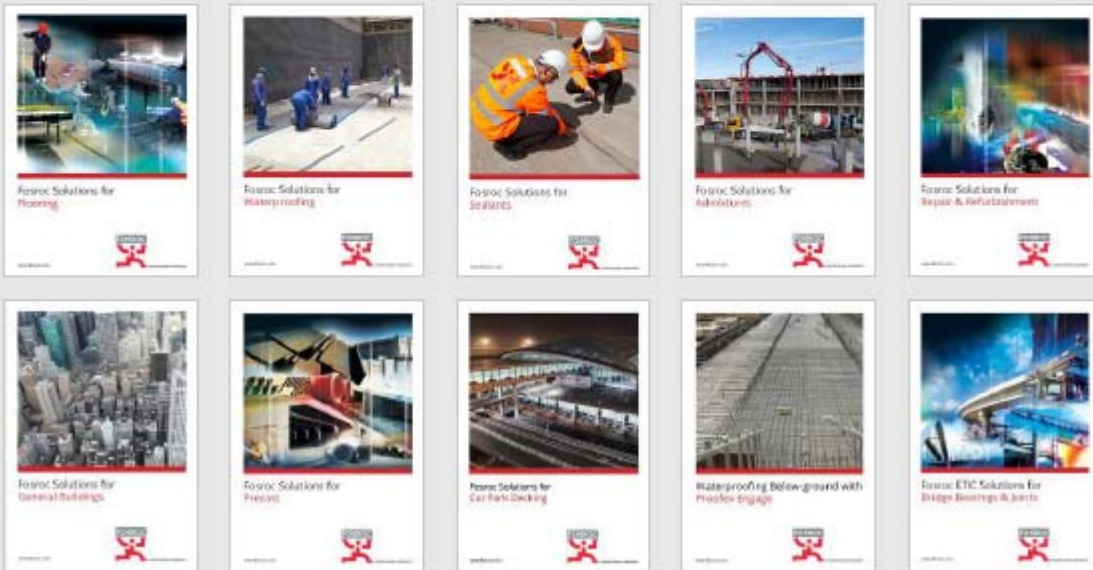 Fosroc Solutions for
Flooring
Fosroc Solutions for
Waterproofing
Fosroc Solutions for
Sealants
Fosroc Solutions for
Admixtures
Fosroc Solutions for
Repair & Refurbishment
Fosroc Solutions for
General Buildings
Fosroc Solutions for
Precast
Fosroc Solutions for
Car Park Decking
Waterproofing Below ground with
Proofex Engage
Fosroc ETIC Solutions for
Bridge Bearings & Joints